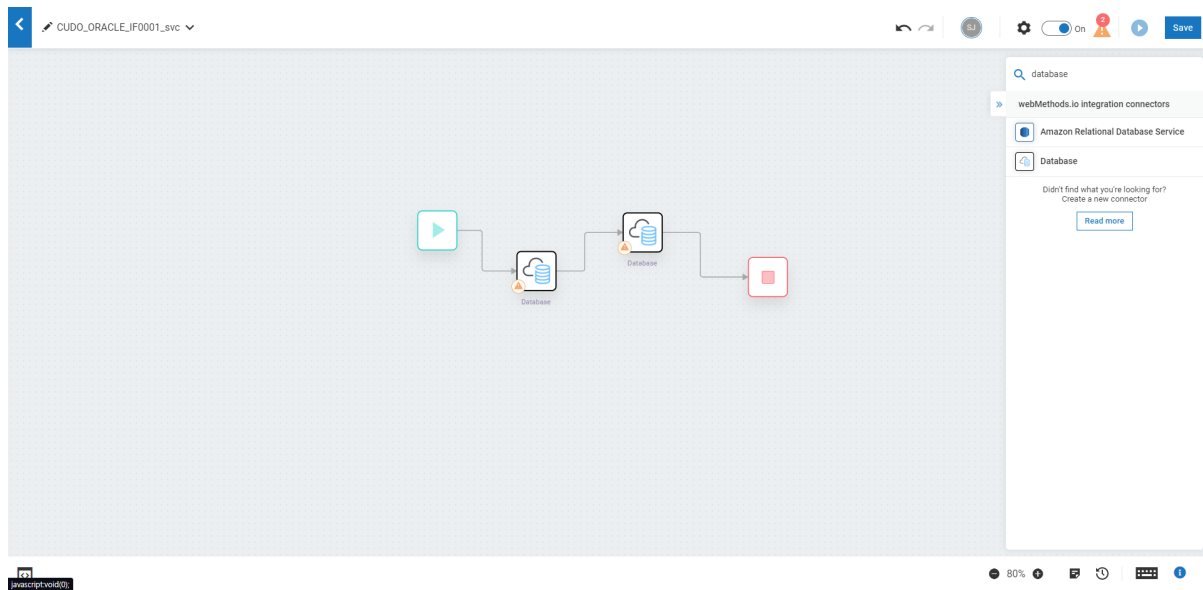 CUDO_ORACLE_IF0001_svc
SJ
On
2
Save
database
webMethods.io integration connectors
Amazon Relational Database Service
Database
Didn't find what you're looking for?
Create a new connector
Read more
Database
Database
80%
javascript:void(0);